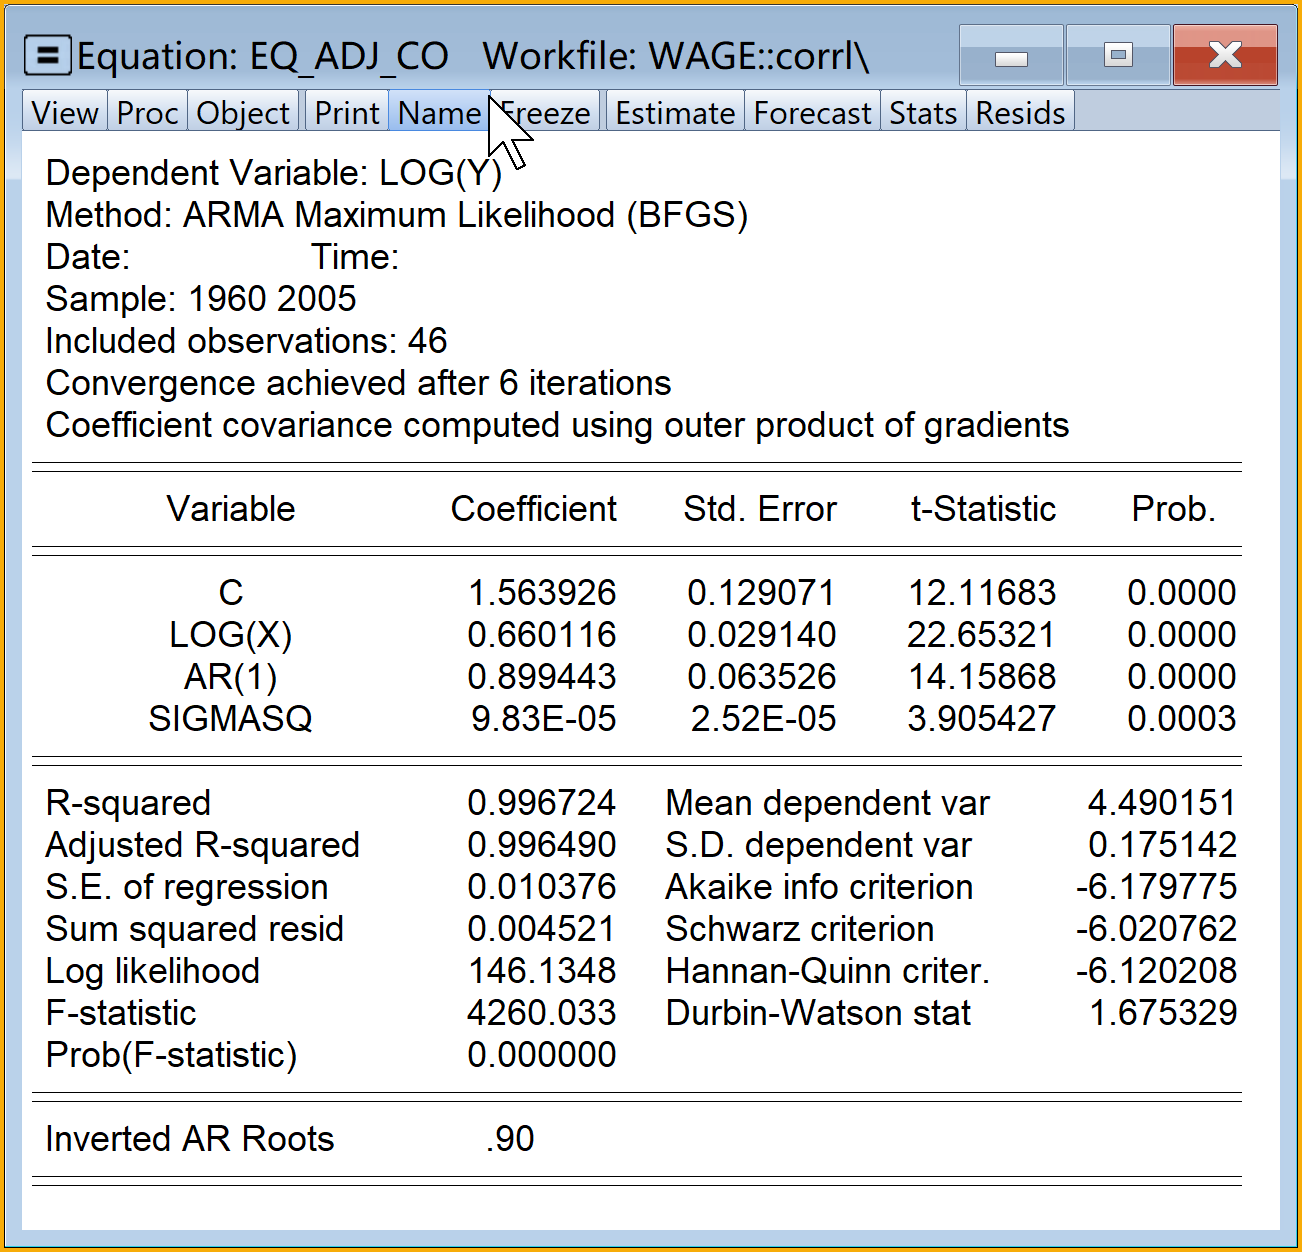 Equation: EQ_ADJ_CO Workfile: WAGE::corrl\
View Proc Object Print Name Freeze Estimate Forecast Stats Resids
Dependent Variable: LOG(Y)
Method: ARMA Maximum Likelihood (BFGS)
Date: Time:
Sample: 1960 2005
Included observations: 46
Convergence achieved after 6 iterations
Coefficient covariance computed using outer product of gradients
Variable Coefficient Std. Error t-Statistic Prob.
C 1.563926 0.129071 12.11683 0.0000
LOG(X) 0.660116 0.029140 22.65321 0.0000
AR(1) 0.899443 0.063526 14.15868 0.0000
SIGMASQ 9.83E-05 2.52E-05 3.905427 0.0003
R-squared 0.996724 Mean dependent var 4.490151
Adjusted R-squared 0.996490 S.D. dependent var 0.175142
S.E. of regression 0.010376 Akaike info criterion -6.179775
Sum squared resid 0.004521 Schwarz criterion -6.020762
Log likelihood 146.1348 Hannan-Quinn criter. -6.120208
F-statistic 4260.033 Durbin-Watson stat 1.675329
Prob(F-statistic) 0.000000
Inverted AR Roots .90